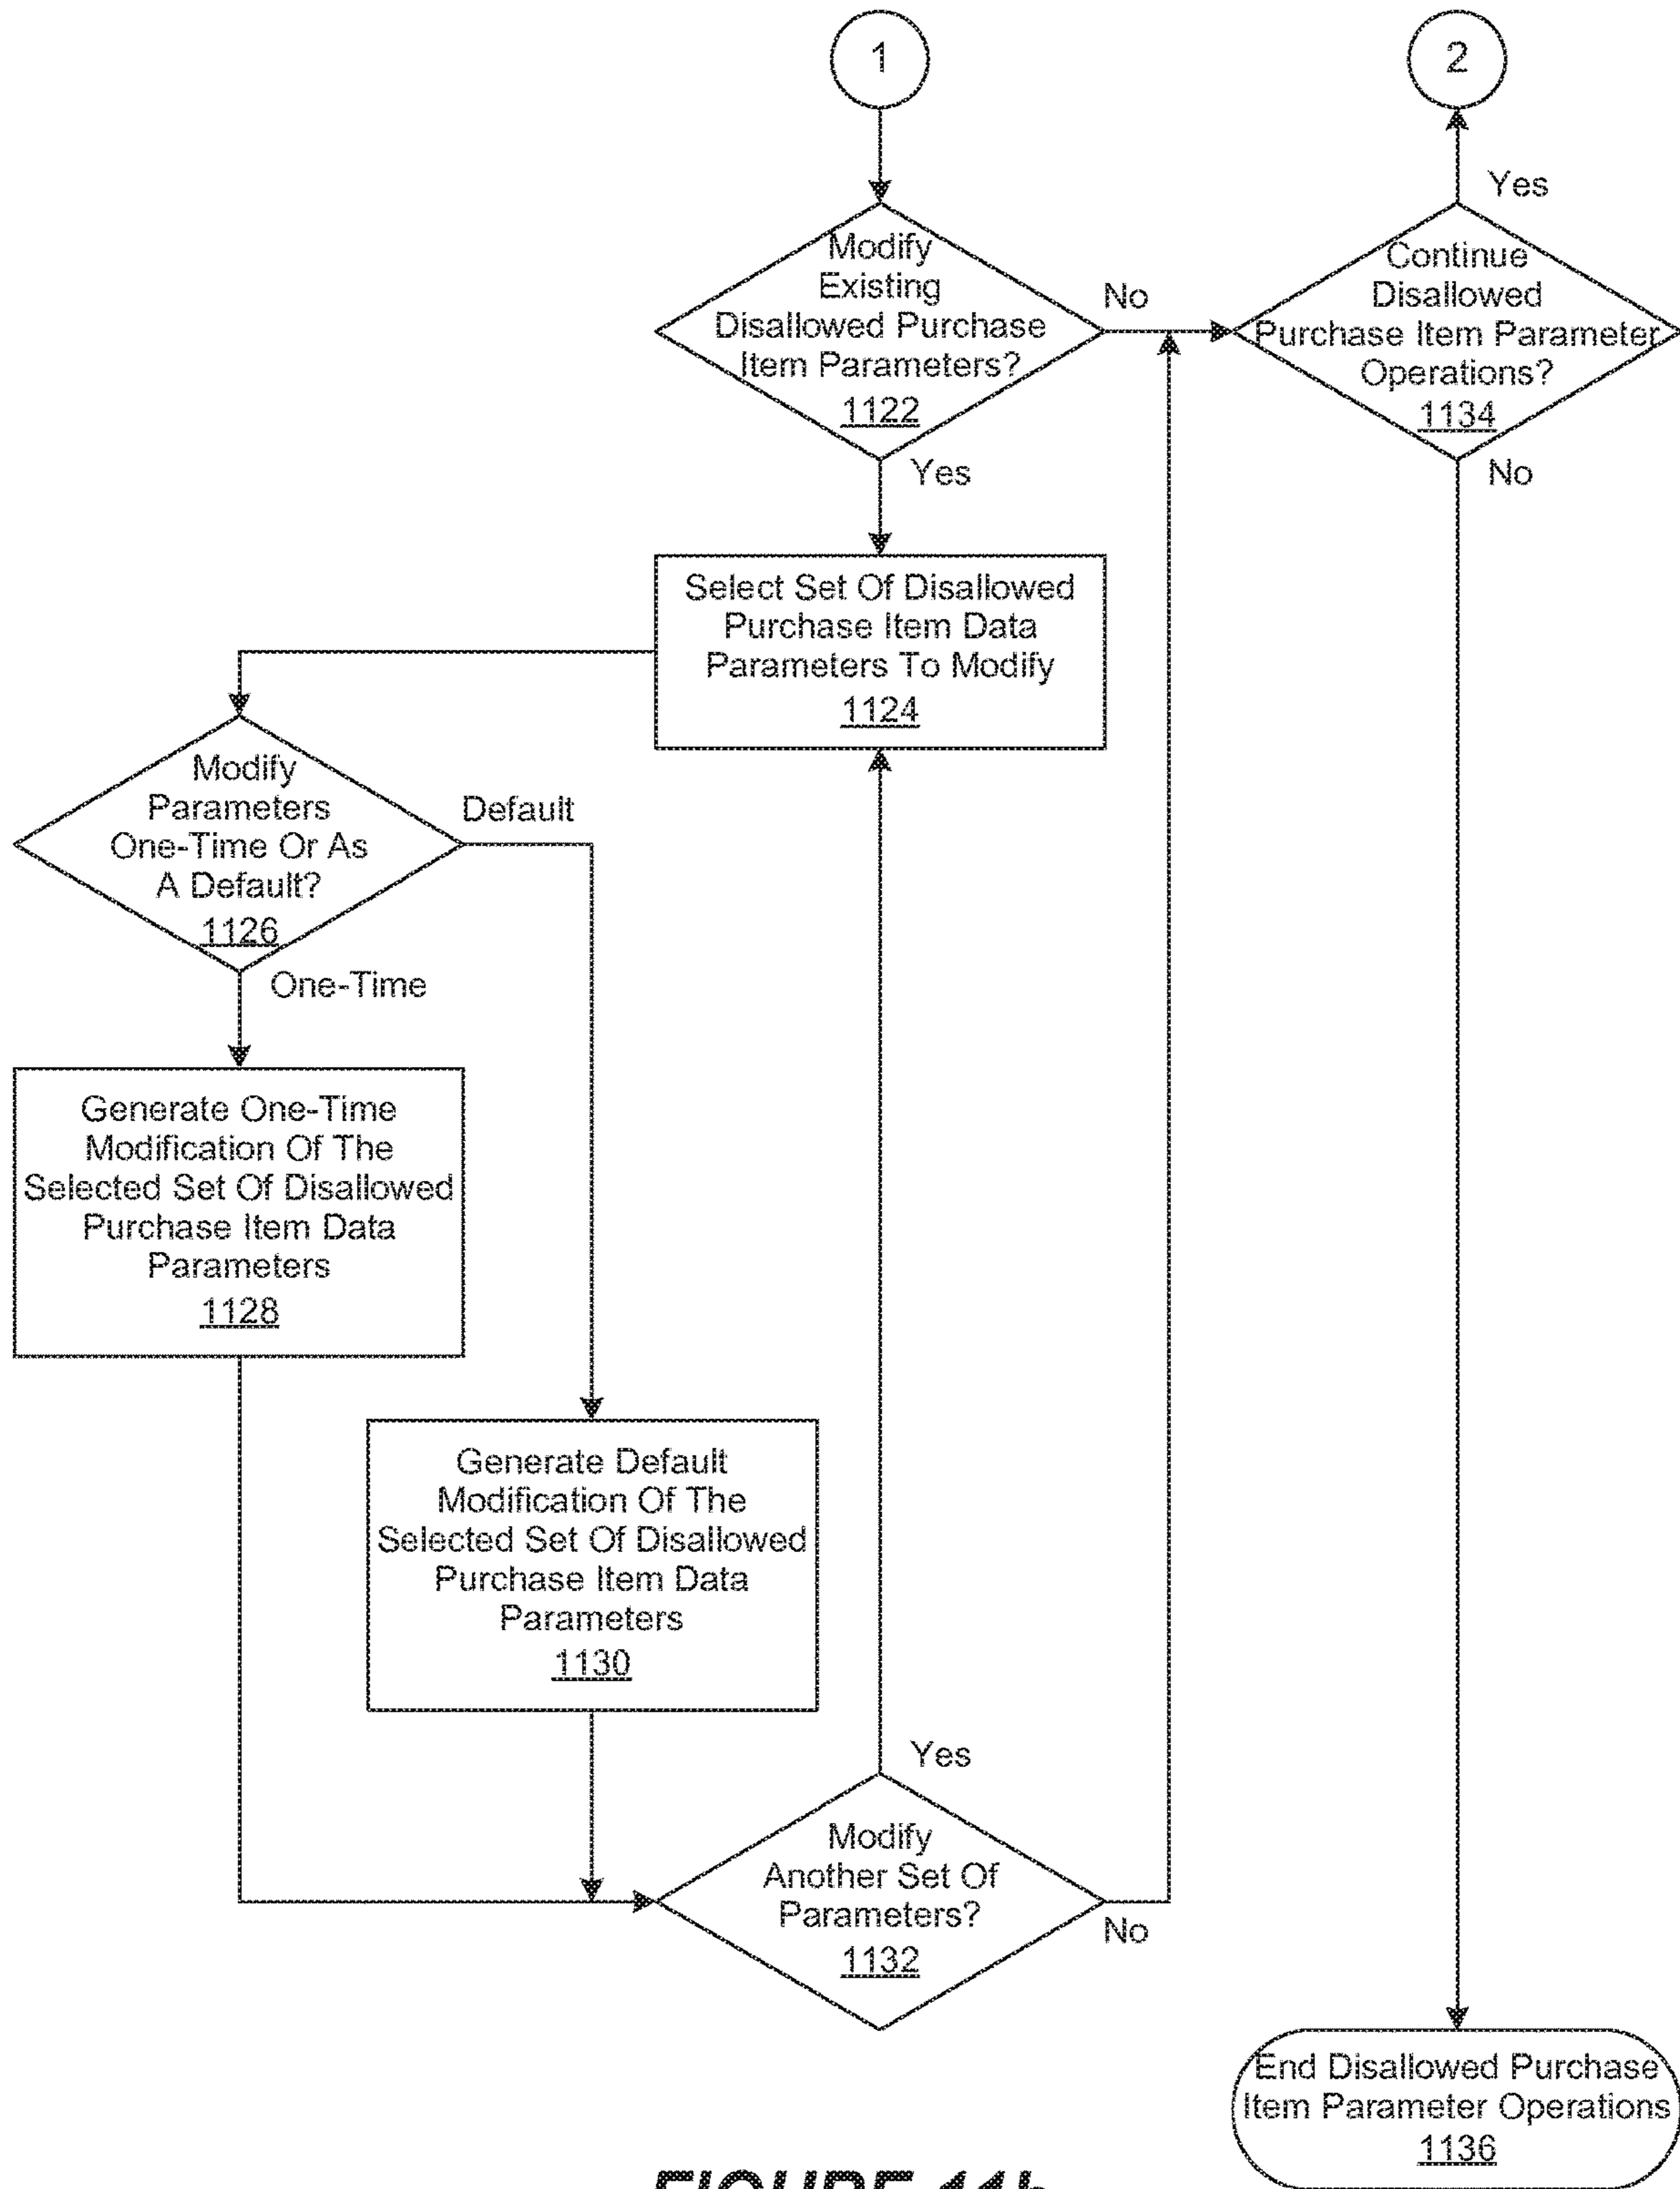 1
2
Yes
Modify
Existing
Disallowed Purchase
Item Parameters?
1122
No
Continue
Disallowed
Purchase Item Parameter
Operations?
1134
Yes
No
Select Set Of Disallowed
Purchase Item Data
Parameters To Modify
1124
Modify
Parameters
One-Time Or As
A Default?
1126
Default
One-Time
Generate One-Time
Modification Of The
Selected Set Of Disallowed
Purchase Item Data
Parameters
1128
Generate Default
Modification Of The
Selected Set Of Disallowed
Purchase Item Data
Parameters
1130
Yes
Modify
Another Set Of
Parameters?
1132
No
End Disallowed Purchase
Item Parameter Operations
1136
FIGURE 11b